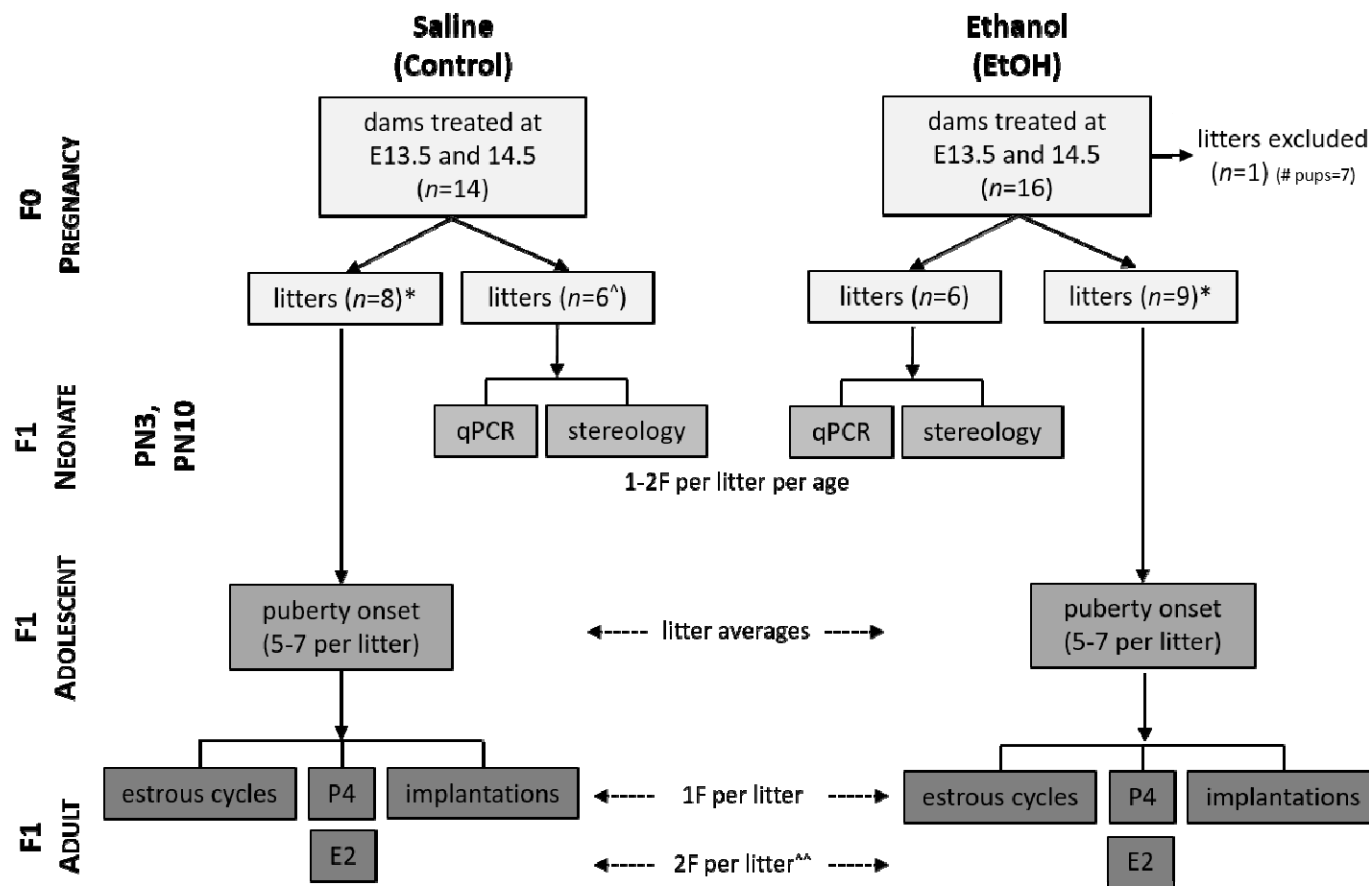 Saline
(Control)
Ethanol
(EtOH)
F0
PREGNANCY
dams treated at
E13.5 and 14.5
(n=14)
dams treated at
E13.5 and 14.5
(n=16)
litters excluded
(n=1) (# pups=7)
litters (n=8)*
litters (n=6^)
litters (n=6)
litters (n=9)*
F1
NEONATE
PN3,
PN10
qPCR
stereology
qPCR
stereology
1-2F per litter per age
F1
ADOLESCENT
puberty onset
(5-7 per litter)
litter averages
puberty onset
(5-7 per litter)
F1
ADULT
estrous cycles
P4
implantations
1F per litter
estrous cycles
P4
implantations
E2
2F per litter^^
E2